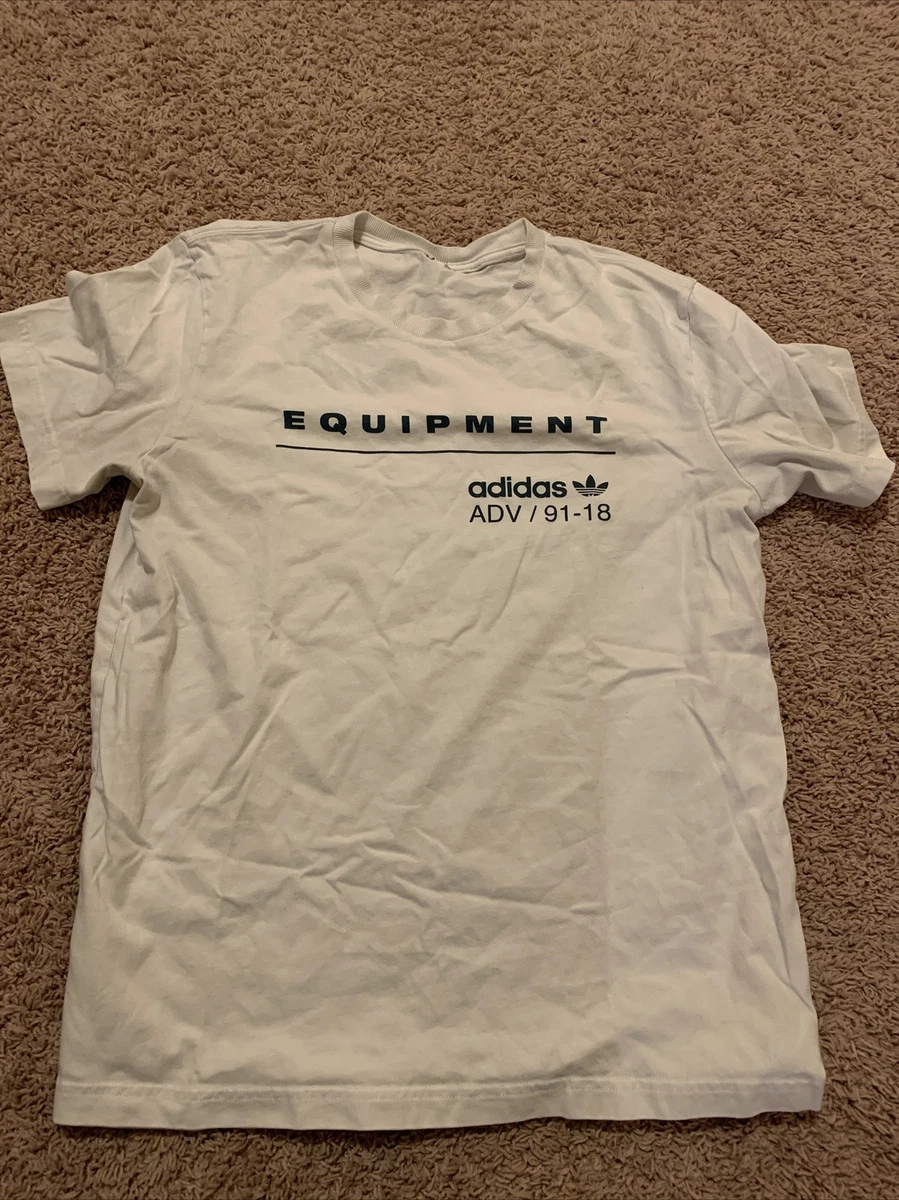 EQUIPMENT
adidas
ADV / 91-18